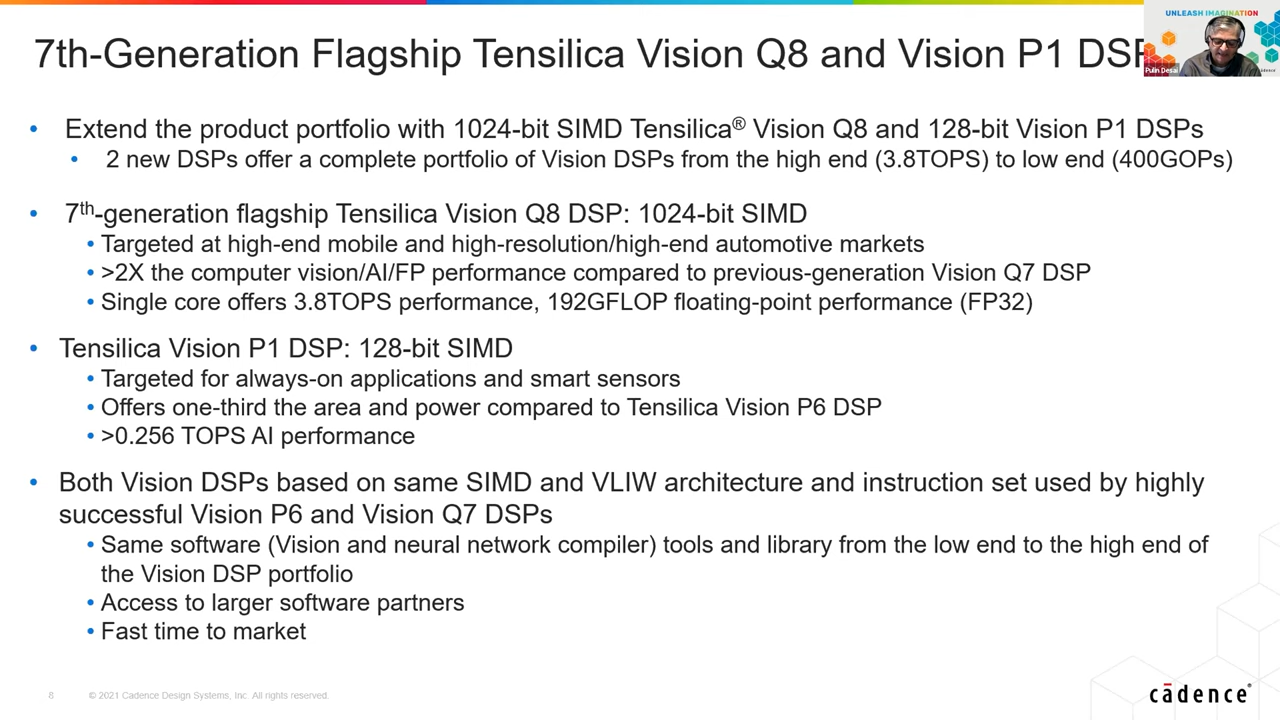 UNLEASH IMAGINATION
7th-Generation Flagship Tensilica Vision Q8 and Vision P1 DSP
Pulin Desai
cadence
• Extend the product portfolio with 1024-bit SIMD Tensilica® Vision Q8 and 128-bit Vision P1 DSPs
• 2 new DSPs offer a complete portfolio of Vision DSPs from the high end (3.8TOPS) to low end (400GOPs)
• 7th-generation flagship Tensilica Vision Q8 DSP: 1024-bit SIMD
• Targeted at high-end mobile and high-resolution/high-end automotive markets
• >2X the computer vision/AI/FP performance compared to previous-generation Vision Q7 DSP
• Single core offers 3.8TOPS performance, 192GFLOP floating-point performance (FP32)
• Tensilica Vision P1 DSP: 128-bit SIMD
• Targeted for always-on applications and smart sensors
• Offers one-third the area and power compared to Tensilica Vision P6 DSP
• >0.256 TOPS AI performance
• Both Vision DSPs based on same SIMD and VLIW architecture and instruction set used by highly
successful Vision P6 and Vision Q7 DSPs
• Same software (Vision and neural network compiler) tools and library from the low end to the high end of
the Vision DSP portfolio
• Access to larger software partners
• Fast time to market
8 © 2021 Cadence Design Systems, Inc. All rights reserved.
cādence®